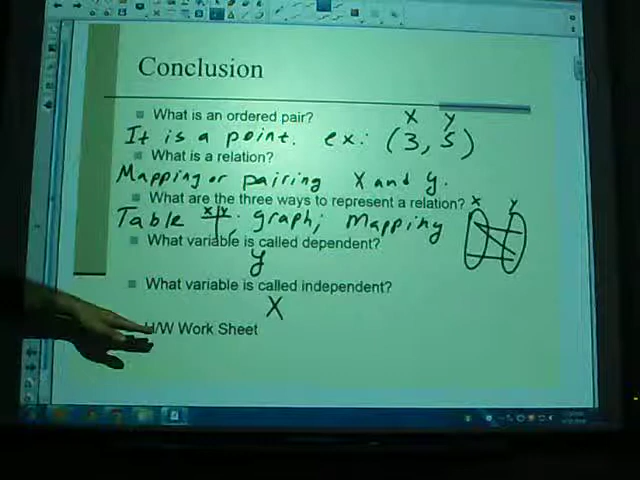 Conclusion
What is an ordered pair? X Y
It is a point. ex: (3, 5)
What is a relation?
Mapping or pairing X and y.
What are the three ways to represent a relation? X Y
Table X Y. graph; Mapping
What variable is called dependent?
y
What variable is called independent?
X
H/W Work Sheet